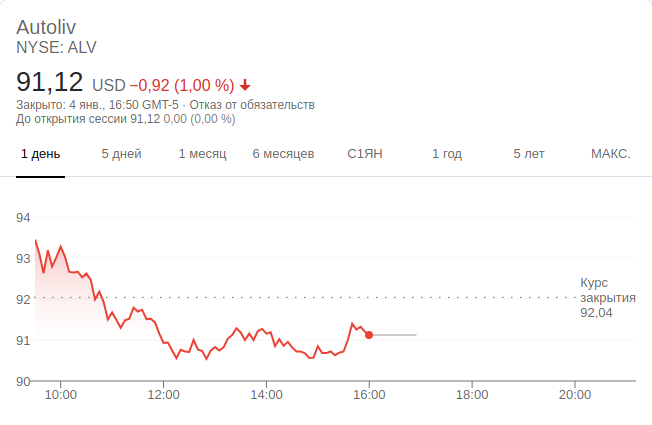 Autoliv
NYSE: ALV
91,12 USD −0,92 (1,00 %)
Закрыто: 4 янв., 16:50 GMT-5 · Отказ от обязательств
До открытия сессии 91,12 0,00 (0,00 %)
1 день 5 дней 1 месяц 6 месяцев С1ЯН 1 год 5 лет МАКС.
94
93
Курс
92 закрытия
92,04
91
90
10:00 12:00 14:00 16:00 18:00 20:00